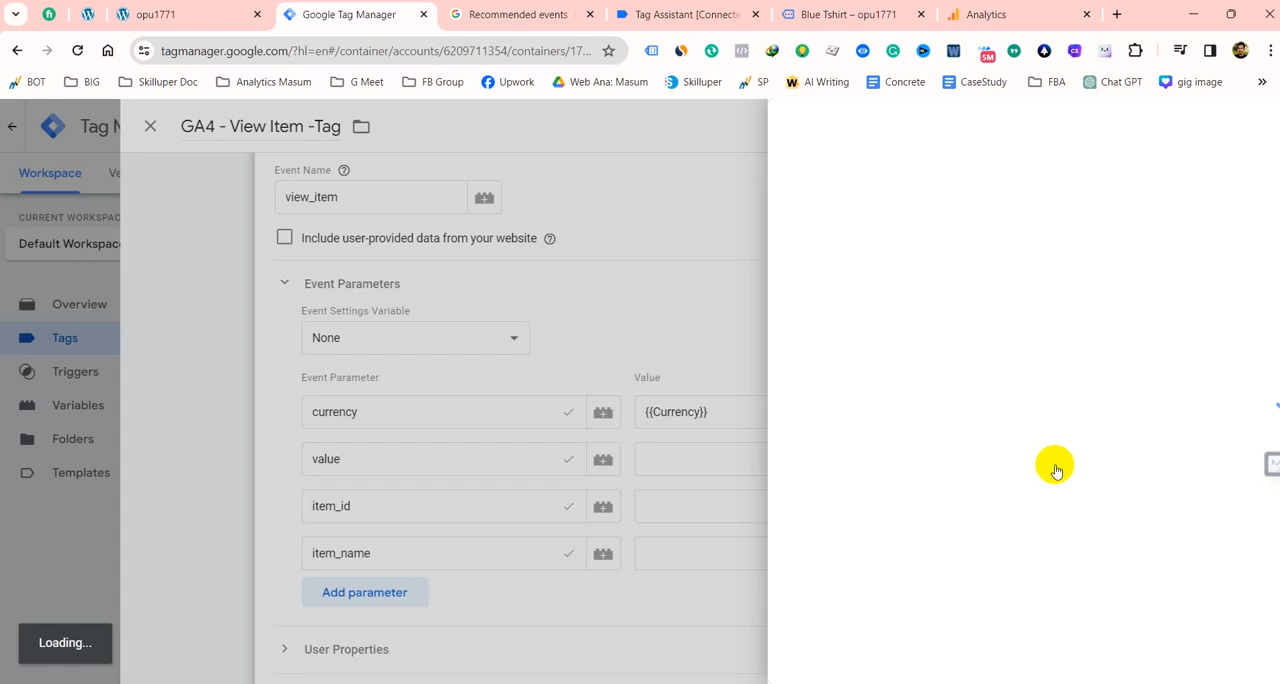 opu1771
Google Tag Manager
Recommended events
Tag Assistant [Connecte
Blue Tshirt – opu1771
Analytics
tagmanager.google.com/?hl=en#/container/accounts/6209711354/containers/17...
BOT
BIG
Skilluper Doc
Analytics Masum
G Meet
FB Group
Upwork
Web Ana: Masum
Skilluper
SP
AI Writing
Concrete
CaseStudy
FBA
Chat GPT
gig image
Tag M
GA4 - View Item -Tag
Workspace
Ve
CURRENT WORKSPAC
Default Workspac
Overview
Tags
Triggers
Variables
Folders
Templates
Loading...
Event Name
view_item
Include user-provided data from your website
Event Parameters
Event Settings Variable
None
Event Parameter
Value
currency
{{Currency}}
value
item_id
item_name
Add parameter
User Properties